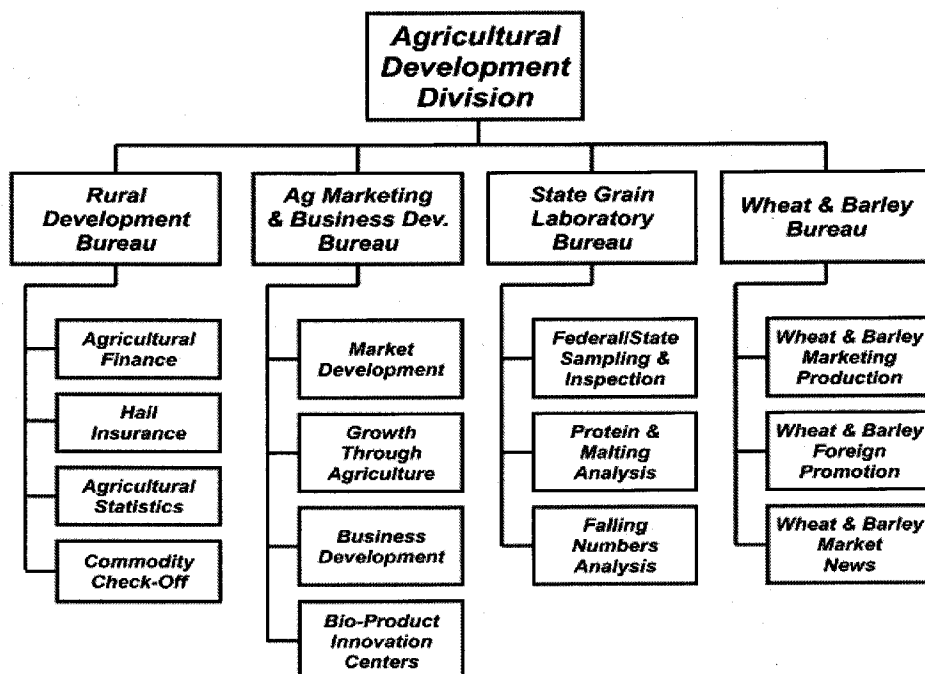 Agricultural
Development
Division
Rural
Development
Bureau
Ag Marketing
& Business Dev.
Bureau
State Grain
Laboratory
Bureau
Wheat & Barley
Bureau
Agricultural
Finance
Hail
Insurance
Agricultural
Statistics
Commodity
Check-Off
Market
Development
Growth
Through
Agriculture
Business
Development
Bio-Product
Innovation
Centers
Federal/State
Sampling &
Inspection
Protein &
Malting
Analysis
Falling
Numbers
Analysis
Wheat & Barley
Marketing
Production
Wheat & Barley
Foreign
Promotion
Wheat & Barley
Market
News